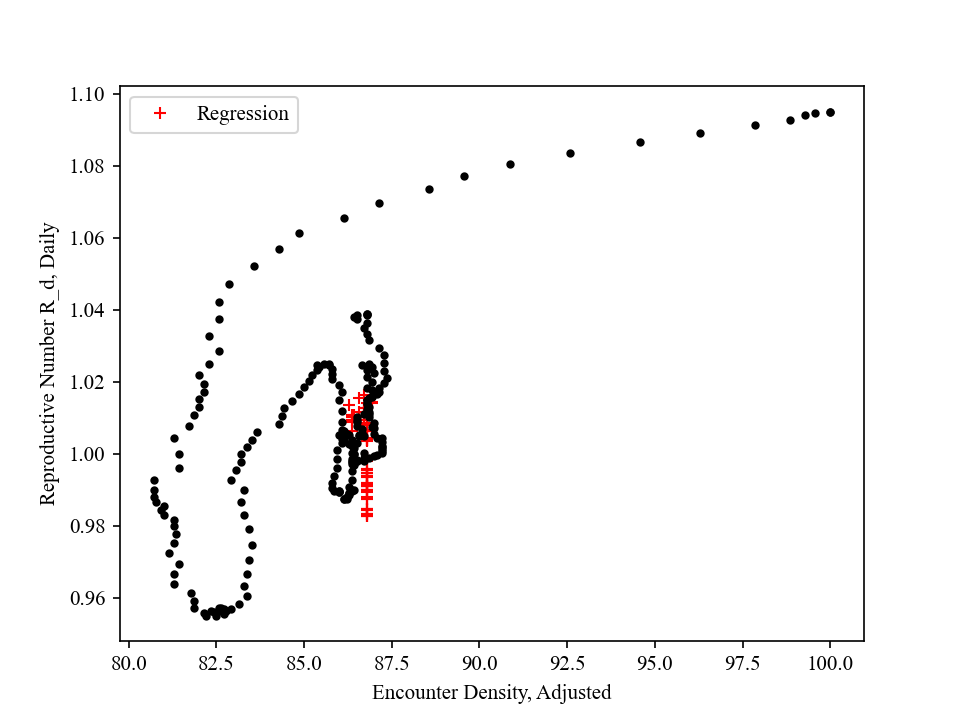 Regression
1.10
1.08
1.06
1.04
1.02
1.00
0.98
0.96
Reproductive Number R_d, Daily
80.0 82.5 85.0 87.5 90.0 92.5 95.0 97.5 100.0
Encounter Density, Adjusted